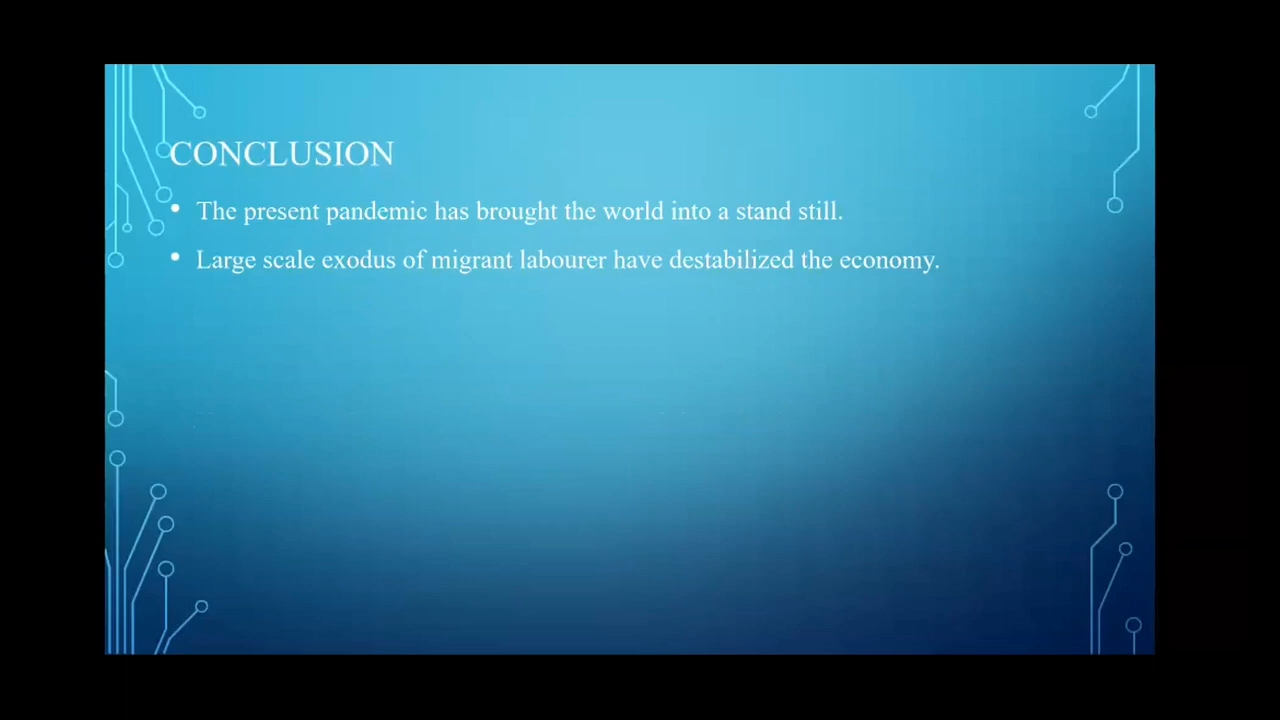 CONCLUSION
• The present pandemic has brought the world into a stand still.
• Large scale exodus of migrant labourer have destabilized the economy.